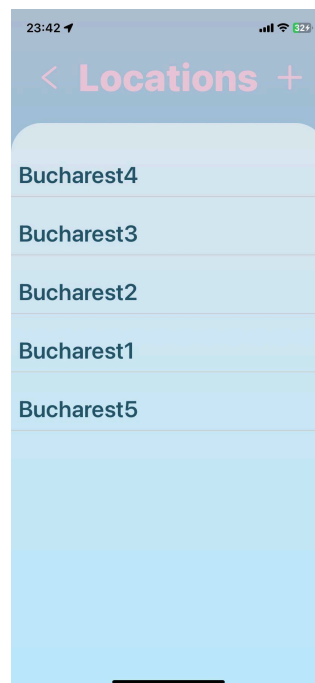 23:42
32
< Locations +
Bucharest4
Bucharest3
Bucharest2
Bucharest1
Bucharest5